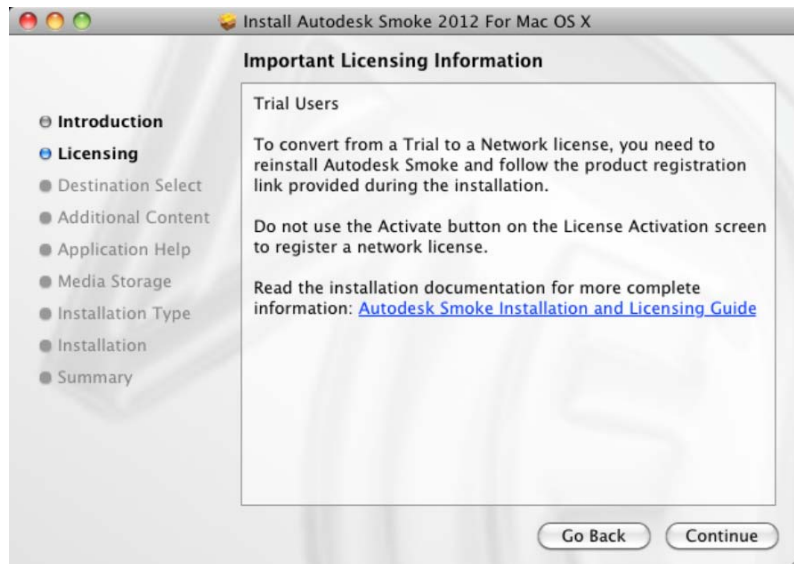 Install Autodesk Smoke 2012 For Mac OS X
Important Licensing Information
Introduction
Licensing
Destination Select
Additional Content
Application Help
Media Storage
Installation Type
Installation
Summary
Trial Users
To convert from a Trial to a Network license, you need to
reinstall Autodesk Smoke and follow the product registration
link provided during the installation.
Do not use the Activate button on the License Activation screen
to register a network license.
Read the installation documentation for more complete
information: Autodesk Smoke Installation and Licensing Guide
Go Back
Continue